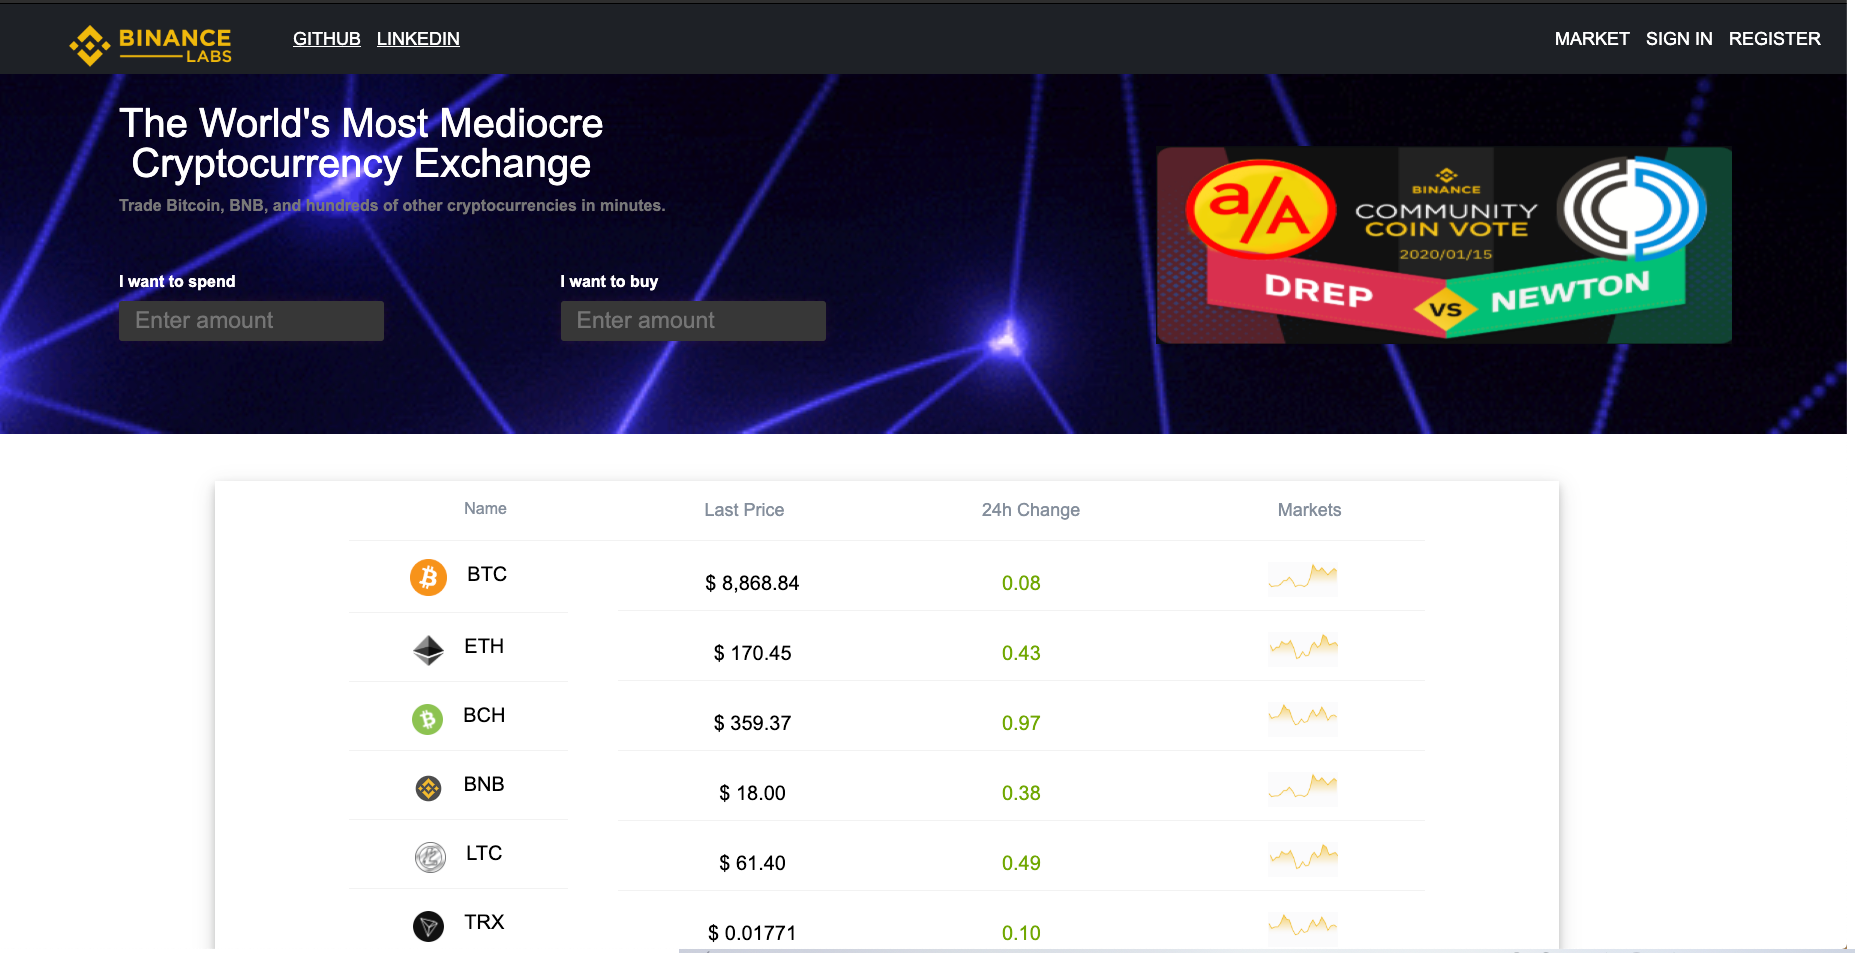 BINANCE
LABS
GITHUB LINKEDIN
MARKET SIGN IN REGISTER
The World's Most Mediocre
Cryptocurrency Exchange
Trade Bitcoin, BNB, and hundreds of other cryptocurrencies in minutes.
I want to spend
Enter amount
I want to buy
Enter amount
a/A
BINANCE
COMMUNITY
COIN VOTE
2020/01/15
DREP
VS
NEWTON
Name Last Price 24h Change Markets
BTC $ 8,868.84 0.08
ETH $ 170.45 0.43
BCH $ 359.37 0.97
BNB $ 18.00 0.38
LTC $ 61.40 0.49
TRX $ 0.01771 0.10